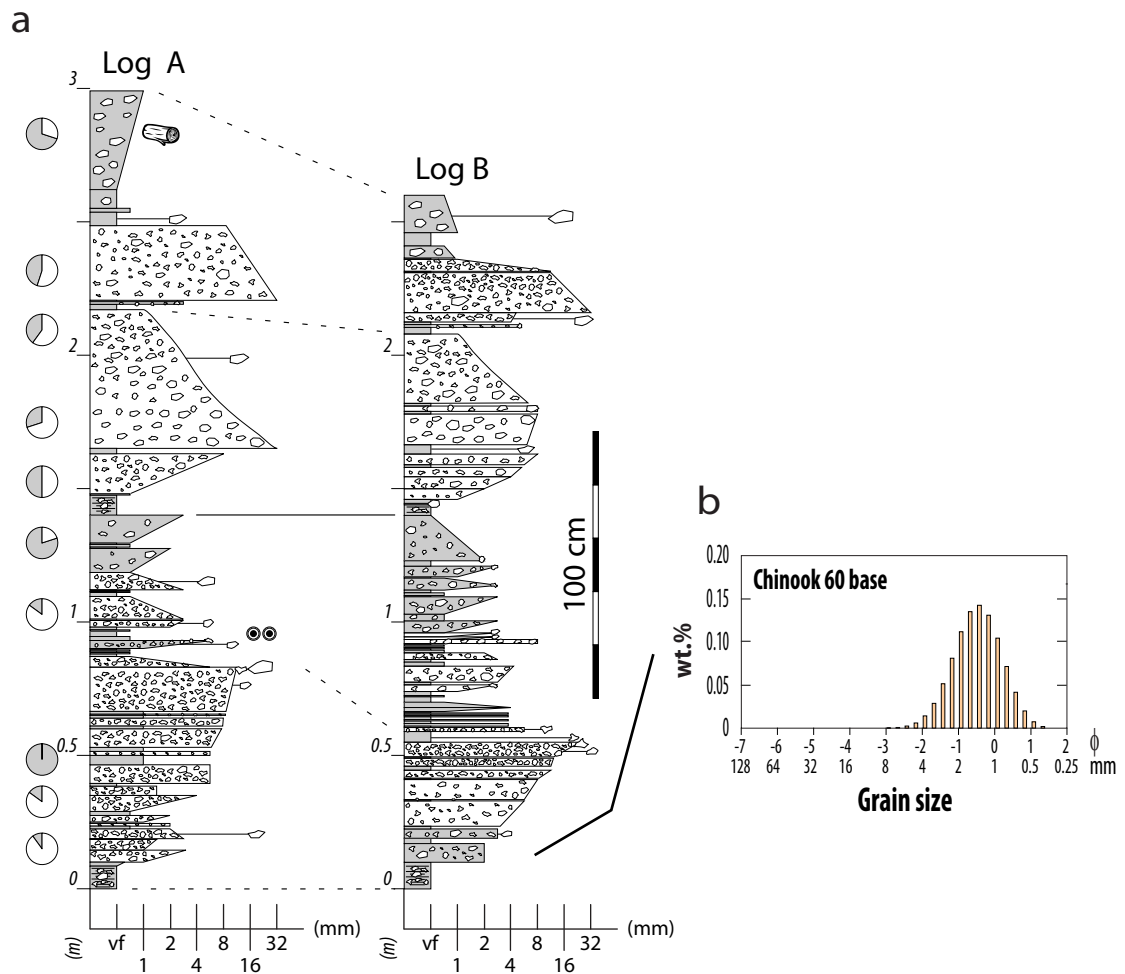 a
Log A
3
Log B
2
2
100 cm
b
0.20
Chinook 60 base
0.15
1
1
wt.%
0.10
0.05
0
0.5
0.5
-7 -6 -5 -4 -3 -2 -1 0 1 2 ϕ
128 64 32 16 8 4 2 1 0.5 0.25 mm
Grain size
0
0
(m) vf 2 8 32 (mm)
1 4 16
(m) vf 2 8 32 (mm)
1 4 16